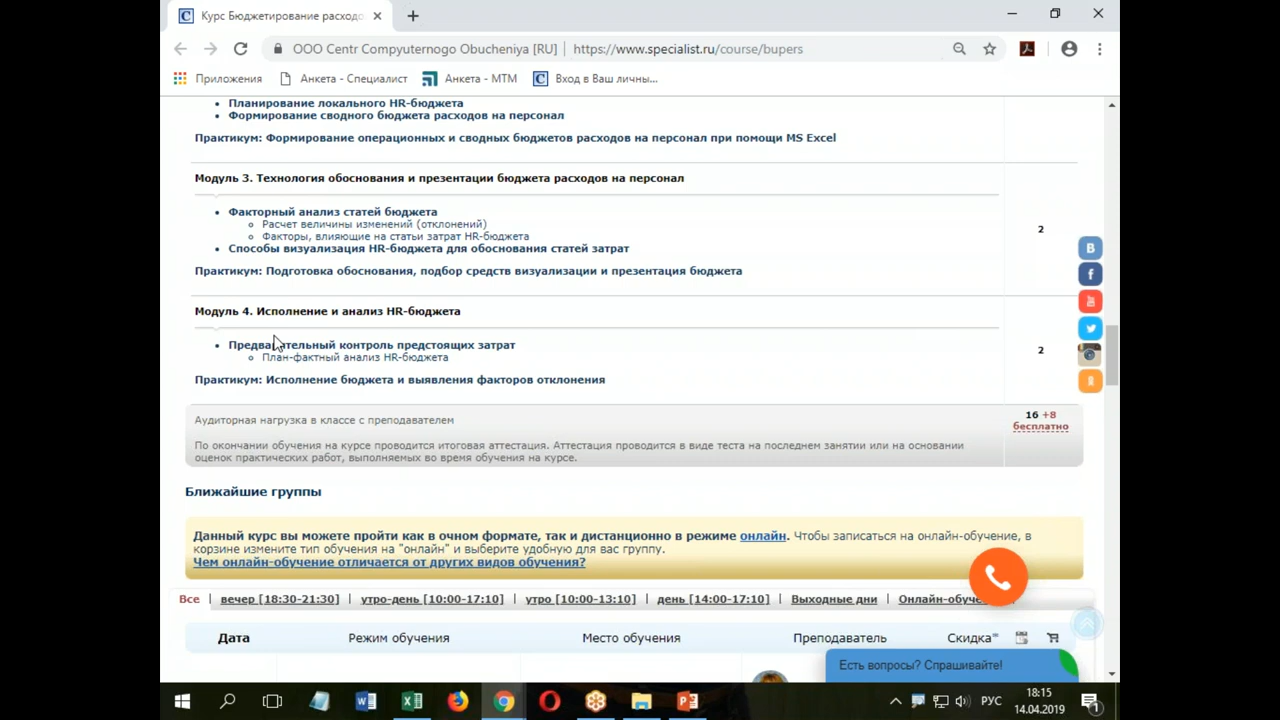 Курс Бюджетирование расходо
ООО Centr Compyuternogo Obucheniya [RU] | https://www.specialist.ru/course/bupers
Приложения Анкета - Специалист Анкета - МТМ Вход в Ваш личны...
Планирование локального HR-бюджета
Формирование сводного бюджета расходов на персонал
Практикум: Формирование операционных и сводных бюджетов расходов на персонал при помощи MS Excel
Модуль 3. Технология обоснования и презентации бюджета расходов на персонал
Факторный анализ статей бюджета
Расчет величины изменений (отклонений)
2
Факторы, влияющие на статьи затрат HR-бюджета
Способы визуализации HR-бюджета для обоснования статей затрат
Практикум: Подготовка обоснования, подбор средств визуализации и презентация бюджета
Модуль 4. Исполнение и анализ HR-бюджета
Предварительный контроль предстоящих затрат
2
План-фактный анализ HR-бюджета
Практикум: Исполнение бюджета и выявления факторов отклонения
Аудиторная нагрузка в классе с преподавателем
16 +8
бесплатно
По окончании обучения на курсе проводится итоговая аттестация. Аттестация проводится в виде теста на последнем занятии или на основании
оценок практических работ, выполняемых во время обучения на курсе.
Ближайшие группы
Данный курс вы можете пройти как в очном формате, так и дистанционно в режиме онлайн. Чтобы записаться на онлайн-обучение, в
корзине измените тип обучения на "онлайн" и выберите удобную для вас группу.
Чем онлайн-обучение отличается от других видов обучения?
Все | вечер [18:30-21:30] | утро-день [10:00-17:10] | утро [10:00-13:10] | день [14:00-17:10] | Выходные дни | Онлайн-обуче
Дата Режим обучения Место обучения Преподаватель Скидка*
Есть вопросы? Спрашивайте!
РУС
18:15
14.04.2019
1